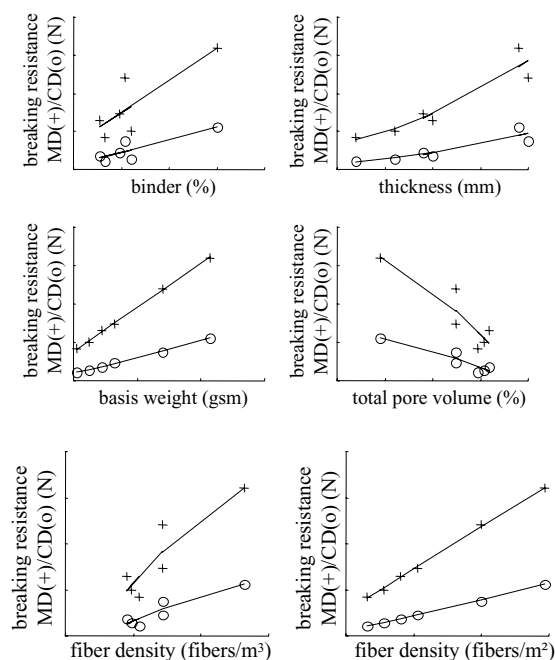 breaking resistance
MD(+)/CD(o) (N)
binder (%)
breaking resistance
MD(+)/CD(o) (N)
thickness (mm)
breaking resistance
MD(+)/CD(o) (N)
basis weight (gsm)
breaking resistance
MD(+)/CD(o) (N)
total pore volume (%)
breaking resistance
MD(+)/CD(o) (N)
fiber density (fibers/m³)
breaking resistance
MD(+)/CD(o) (N)
fiber density (fibers/m²)